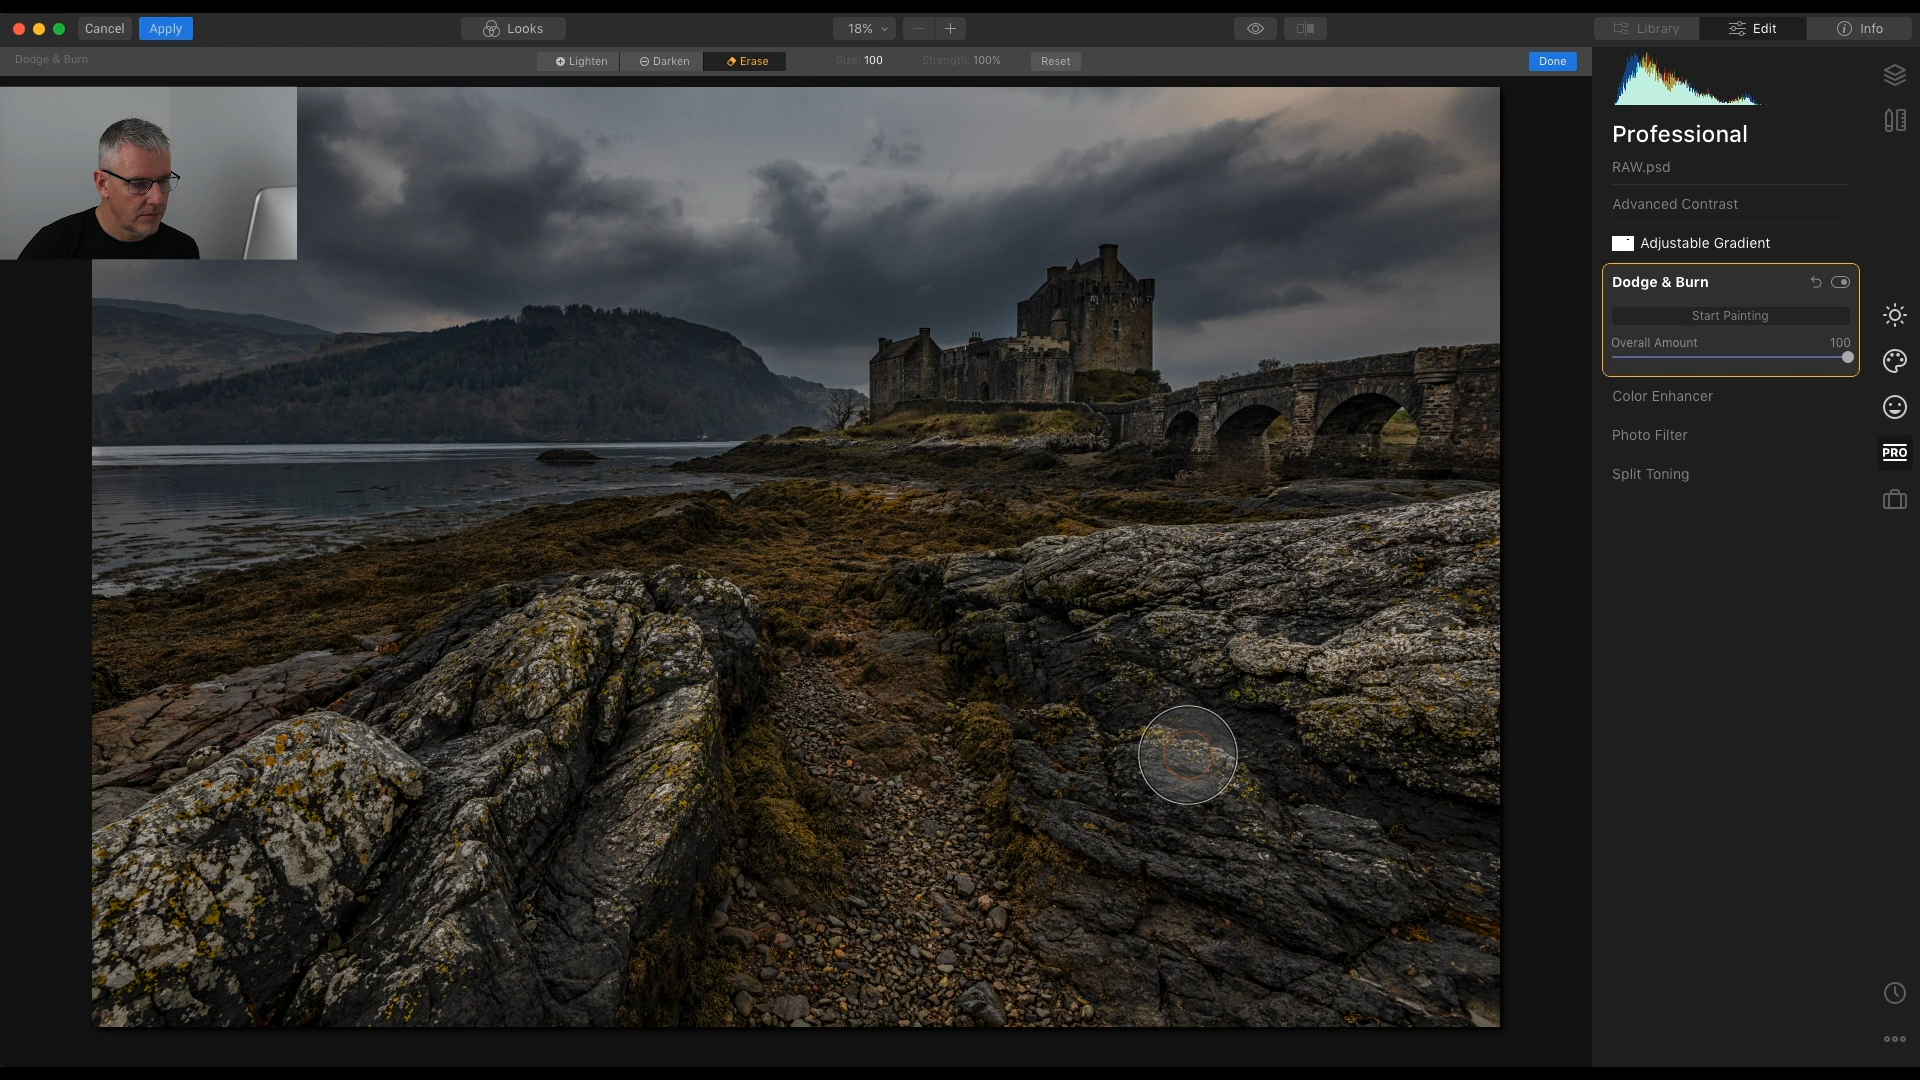 Cancel Apply Looks 18% Library Edit Info
Dodge & Burn Lighten Darken Erase Size: 100 Strength: 100% Reset Done
Professional
RAW.psd
Advanced Contrast
Adjustable Gradient
Dodge & Burn
Start Painting
Overall Amount 100
Color Enhancer
Photo Filter
PRO
Split Toning